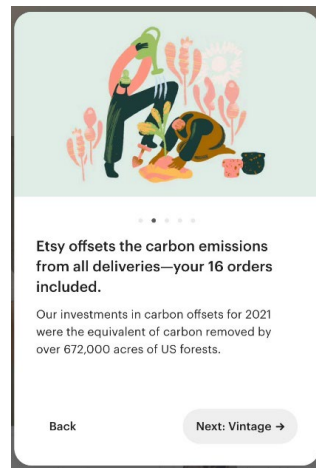 Etsy offsets the carbon emissions
from all deliveries—your 16 orders
included.
Our investments in carbon offsets for 2021
were the equivalent of carbon removed by
over 672,000 acres of US forests.
Back
Next: Vintage →